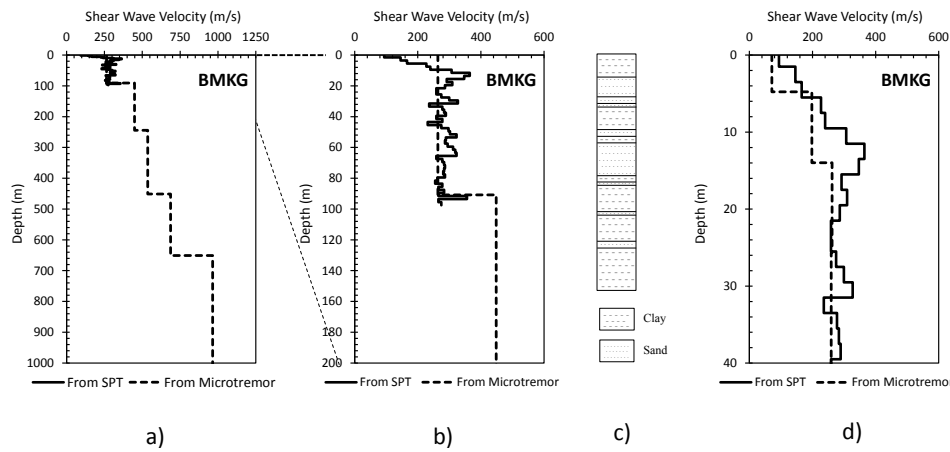 Shear Wave Velocity (m/s)
0 250 500 750 1000 1250
0
100
200
300
400
500
600
700
800
900
1000
Depth (m)
BMKG
From SPT From Microtremor
a)
Shear Wave Velocity (m/s)
0 200 400 600
0
20
40
60
80
100
120
140
160
180
200
Depth (m)
BMKG
From SPT From Microtremor
b)
Clay
Sand
c)
Shear Wave Velocity (m/s)
0 200 400 600
0
10
20
30
40
Depth (m)
BMKG
From SPT From Microtremor
d)